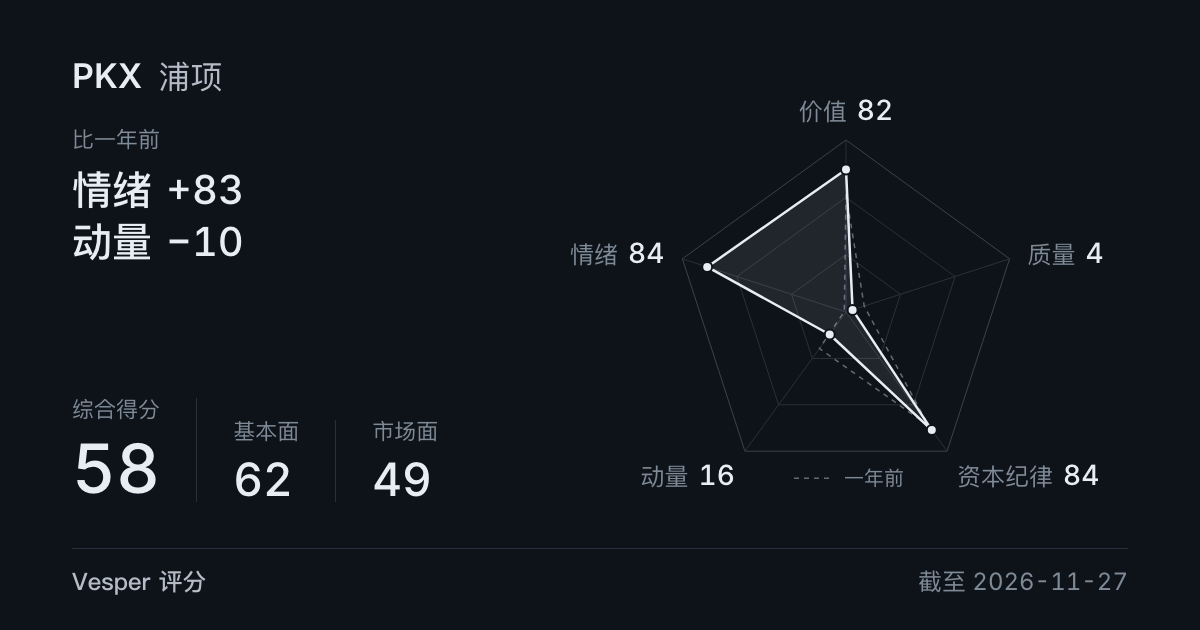 PKX 浦项
比一年前
情绪 +83
动量 −10
综合得分
58
基本面
62
市场面
49
价值 82
情绪 84
质量 4
动量 16
一年前
资本纪律 84
Vesper 评分
截至 2026-11-27